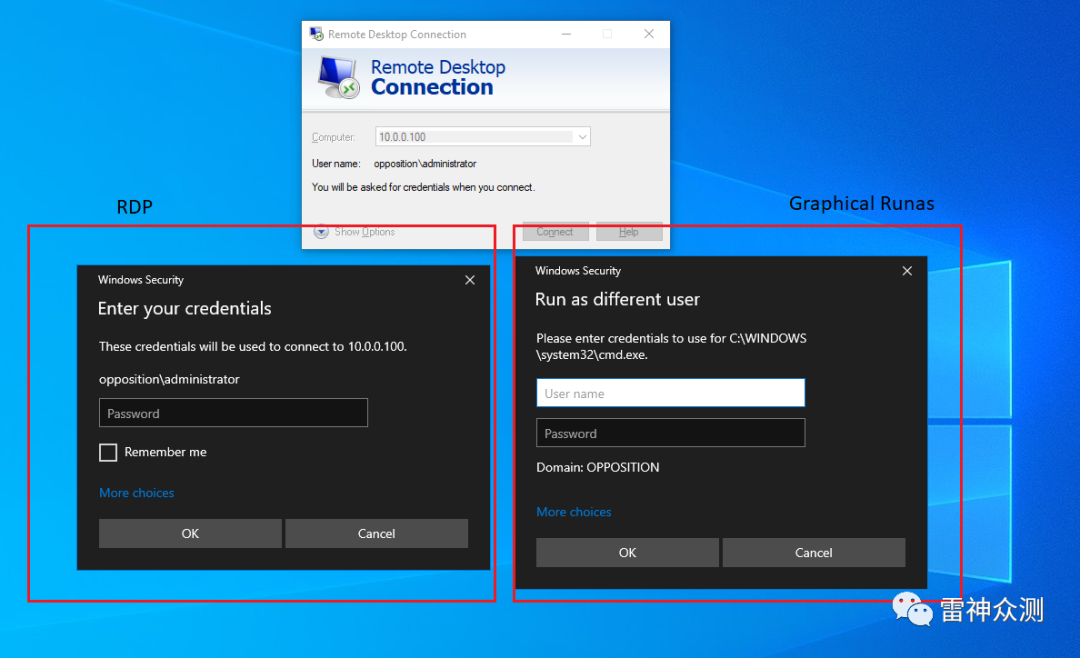 Remote Desktop Connection
Remote Desktop
Connection
Computer: 10.0.0.100
User name: opposition\administrator
You will be asked for credentials when you connect.
Show Options
Connect Help
RDP
Windows Security
Enter your credentials
These credentials will be used to connect to 10.0.0.100.
opposition\administrator
Password
Remember me
More choices
OK Cancel
Graphical Runas
Windows Security
Run as different user
Please enter credentials to use for C:\WINDOWS
\system32\cmd.exe.
User name
Password
Domain: OPPOSITION
More choices
OK Cancel
雷神众测